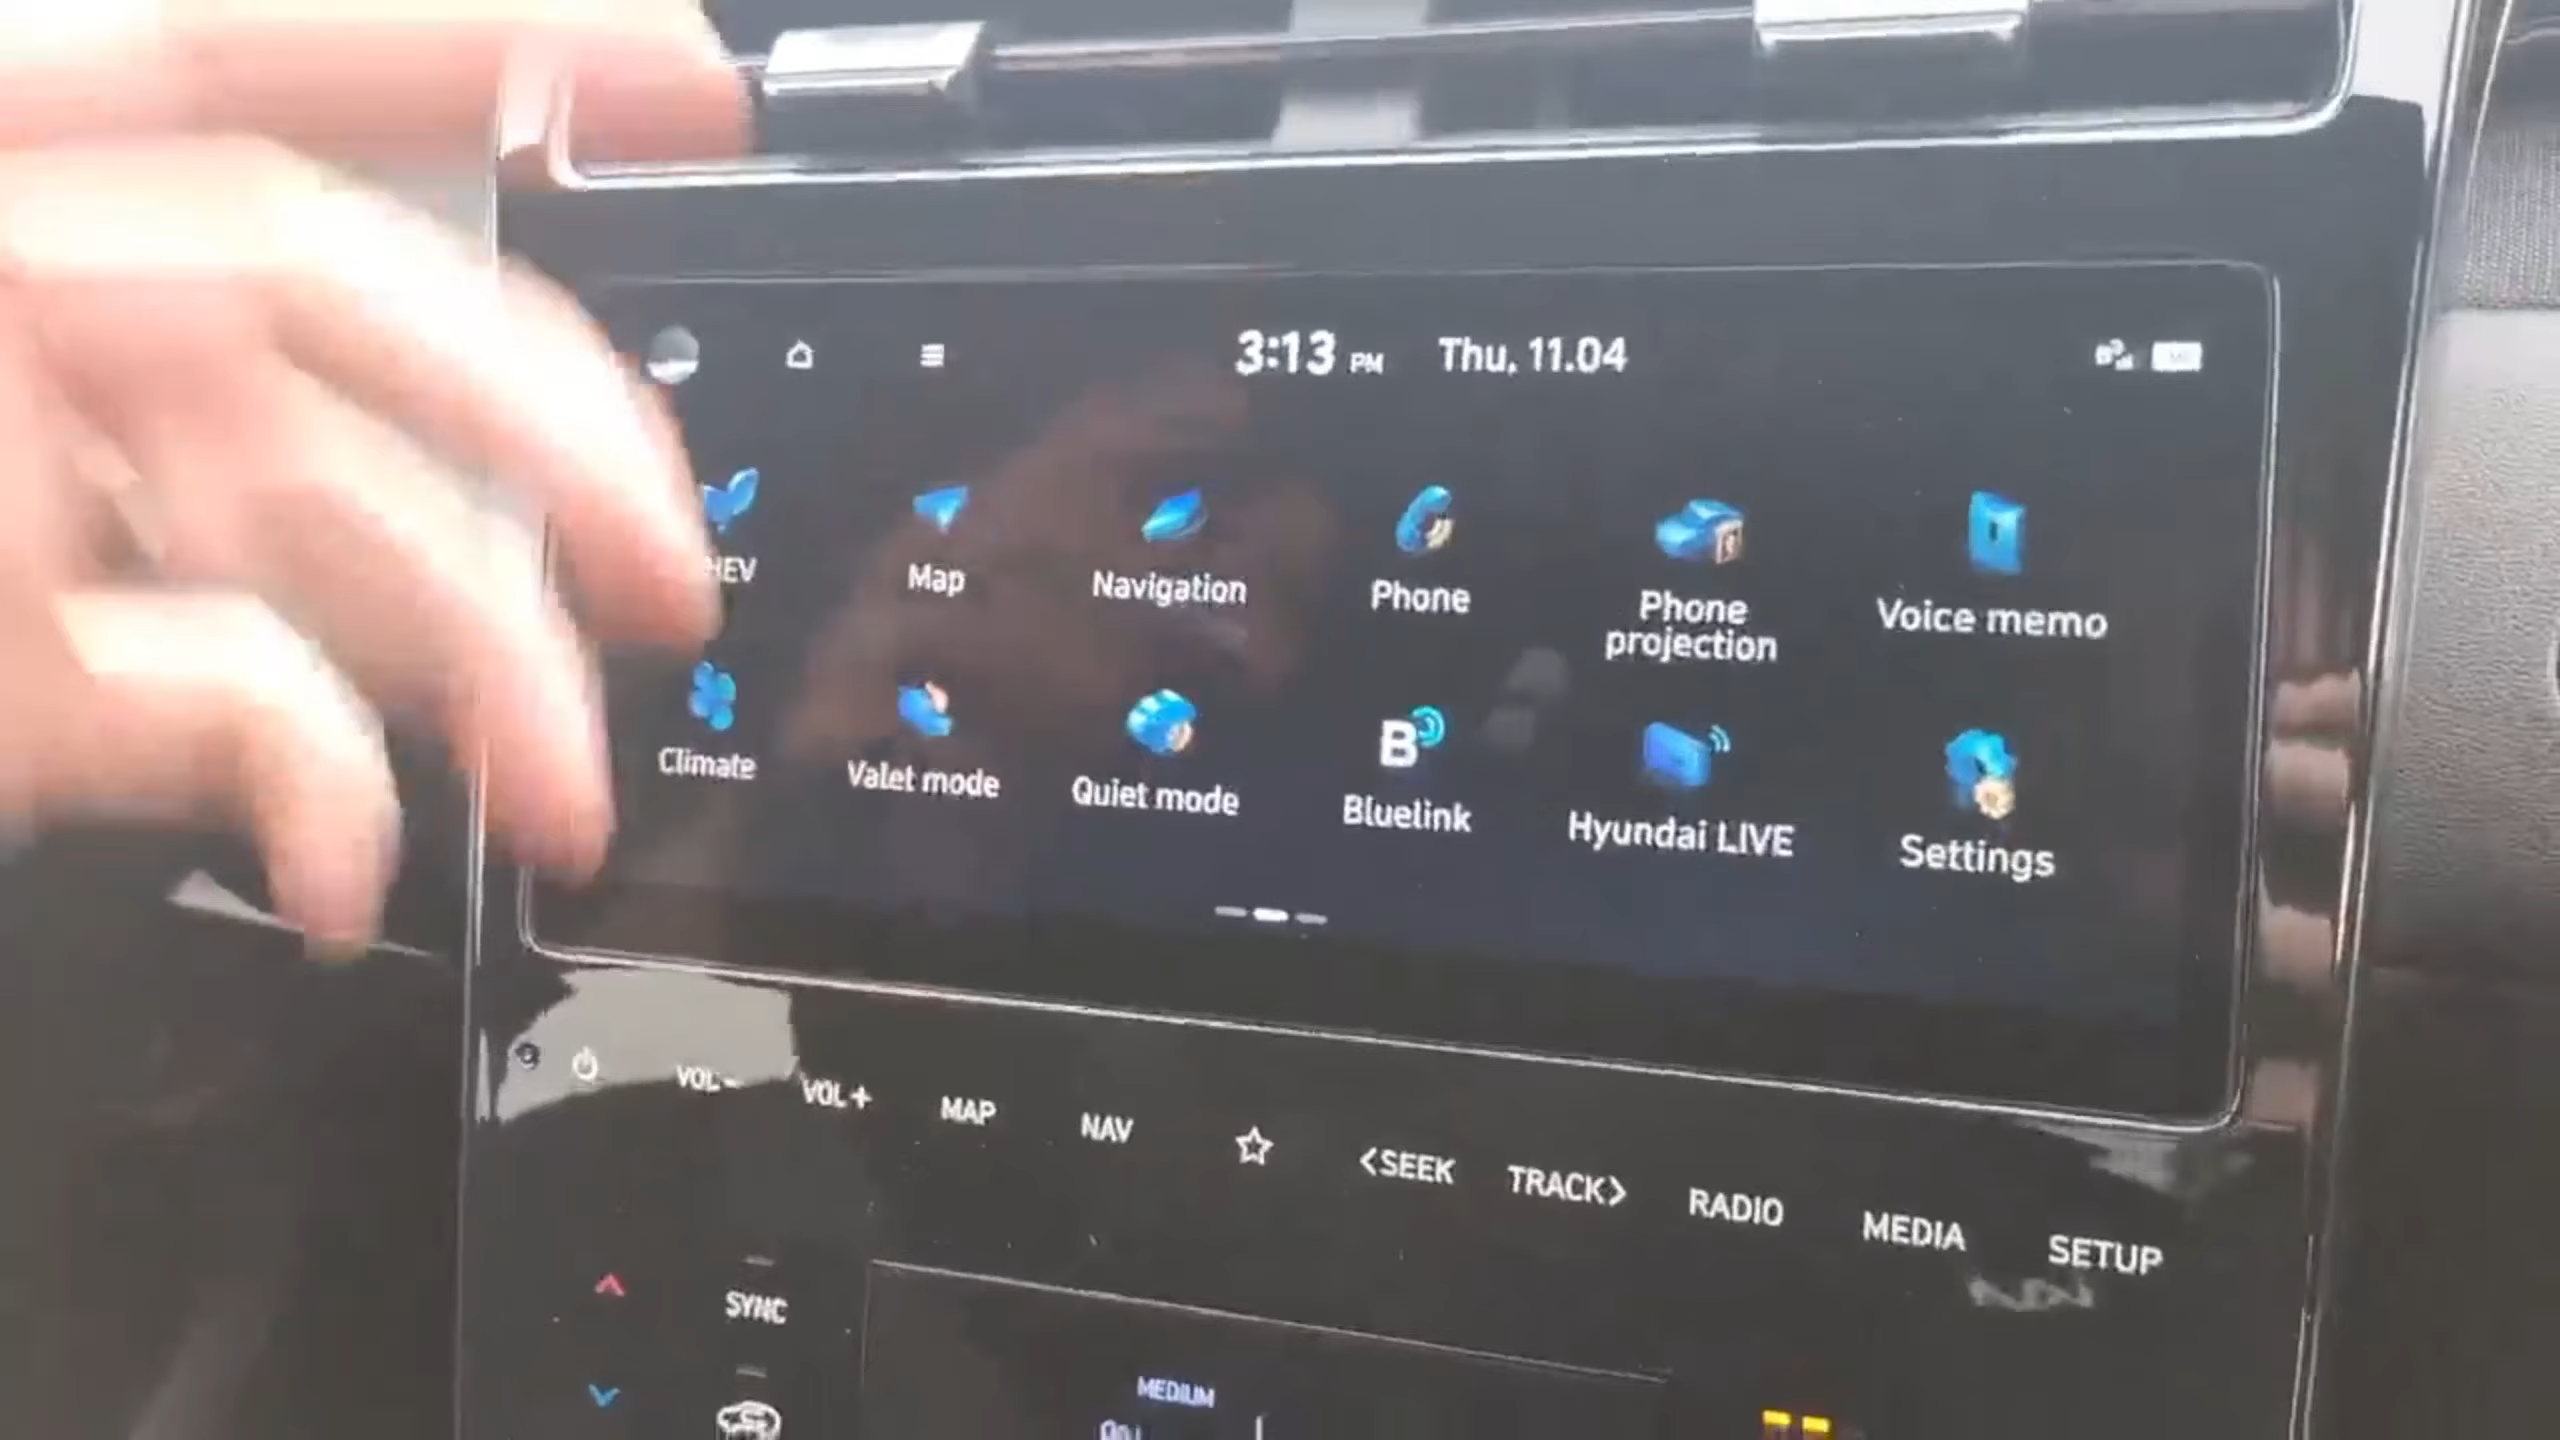 3:13 PM Thu, 11.04
HEV Map Navigation Phone Phone projection Voice memo
Climate Valet mode Quiet mode Bluelink Hyundai LIVE Settings
VOL- VOL+ MAP NAV <SEEK TRACK> RADIO MEDIA SETUP
SYNC
MEDIUM